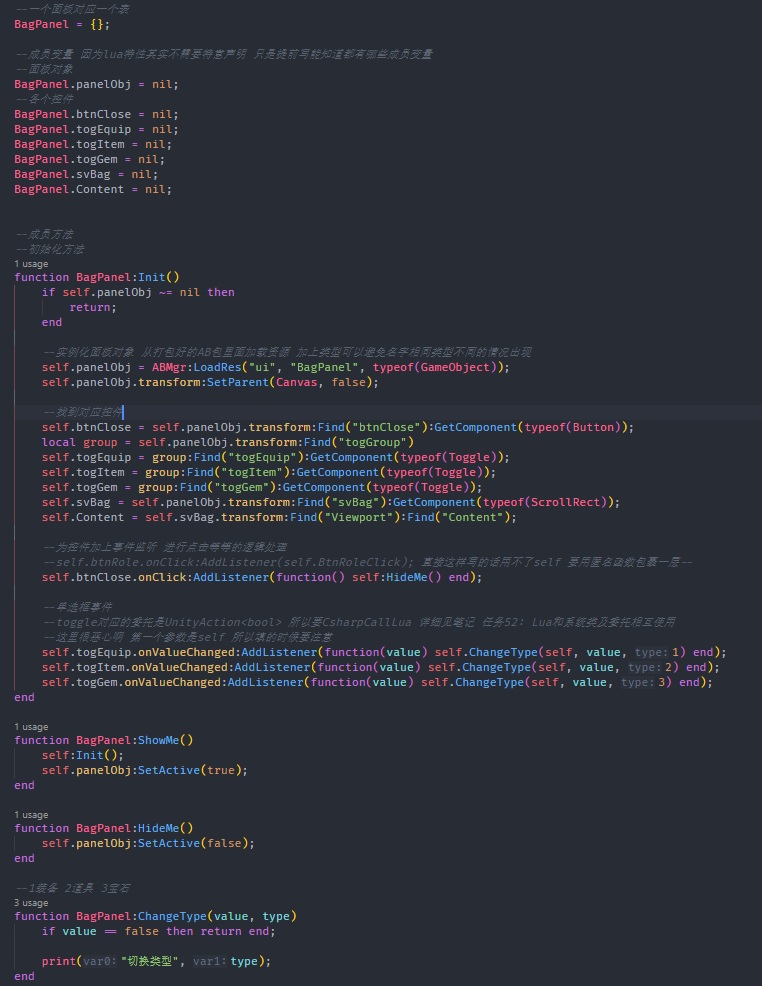 --一个面板对应一个表
BagPanel = {};
--成员变量 因为lua特性其实不需要特意声明 只是提前写能知道都有哪些成员变量
--面板对象
BagPanel.panelObj = nil;
--各个控件
BagPanel.btnClose = nil;
BagPanel.togEquip = nil;
BagPanel.togItem = nil;
BagPanel.togGem = nil;
BagPanel.svBag = nil;
BagPanel.Content = nil;
--成员方法
--初始化方法
1 usage
function BagPanel:Init()
    if self.panelObj ~= nil then
        return;
    end
    --实例化面板对象 从打包好的AB包里面加载资源 加上类型可以避免名字相同类型不同的情况出现
    self.panelObj = ABMgr:LoadRes("ui", "BagPanel", typeof(GameObject));
    self.panelObj.transform:SetParent(Canvas, false);
    --找到对应控件
    self.btnClose = self.panelObj.transform:Find("btnClose"):GetComponent(typeof(Button));
    local group = self.panelObj.transform:Find("togGroup")
    self.togEquip = group:Find("togEquip"):GetComponent(typeof(Toggle));
    self.togItem = group:Find("togItem"):GetComponent(typeof(Toggle));
    self.togGem = group:Find("togGem"):GetComponent(typeof(Toggle));
    self.svBag = self.panelObj.transform:Find("svBag"):GetComponent(typeof(ScrollRect));
    self.Content = self.svBag.transform:Find("Viewport"):Find("Content");
    --为控件加上事件监听 进行点击等等的逻辑处理
    --self.btnRole.onClick:AddListener(self.BtnRoleClick); 直接这样写的话用不了self 要用匿名函数包裹一层--
    self.btnClose.onClick:AddListener(function() self:HideMe() end);
    --单选框事件
    --toggle对应的委托是UnityAction<bool> 所以要CsharpCallLua 详细见笔记 任务52: Lua和系统类及委托相互使用
    --这里很恶心啊 第一个参数是self 所以填的时候要注意
    self.togEquip.onValueChanged:AddListener(function(value) self.ChangeType(self, value, type: 1) end);
    self.togItem.onValueChanged:AddListener(function(value) self.ChangeType(self, value, type: 2) end);
    self.togGem.onValueChanged:AddListener(function(value) self.ChangeType(self, value, type: 3) end);
end
1 usage
function BagPanel:ShowMe()
    self:Init();
    self.panelObj:SetActive(true);
end
1 usage
function BagPanel:HideMe()
    self.panelObj:SetActive(false);
end
--1装备 2道具 3宝石
3 usages
function BagPanel:ChangeType(value, type)
    if value == false then return end;
    print(var0: "切换类型", var1: type);
end